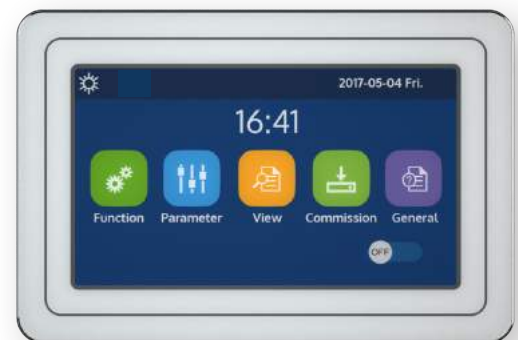 2017-05-04 Fri.
16:41
Function Parameter View Commission General
OFF